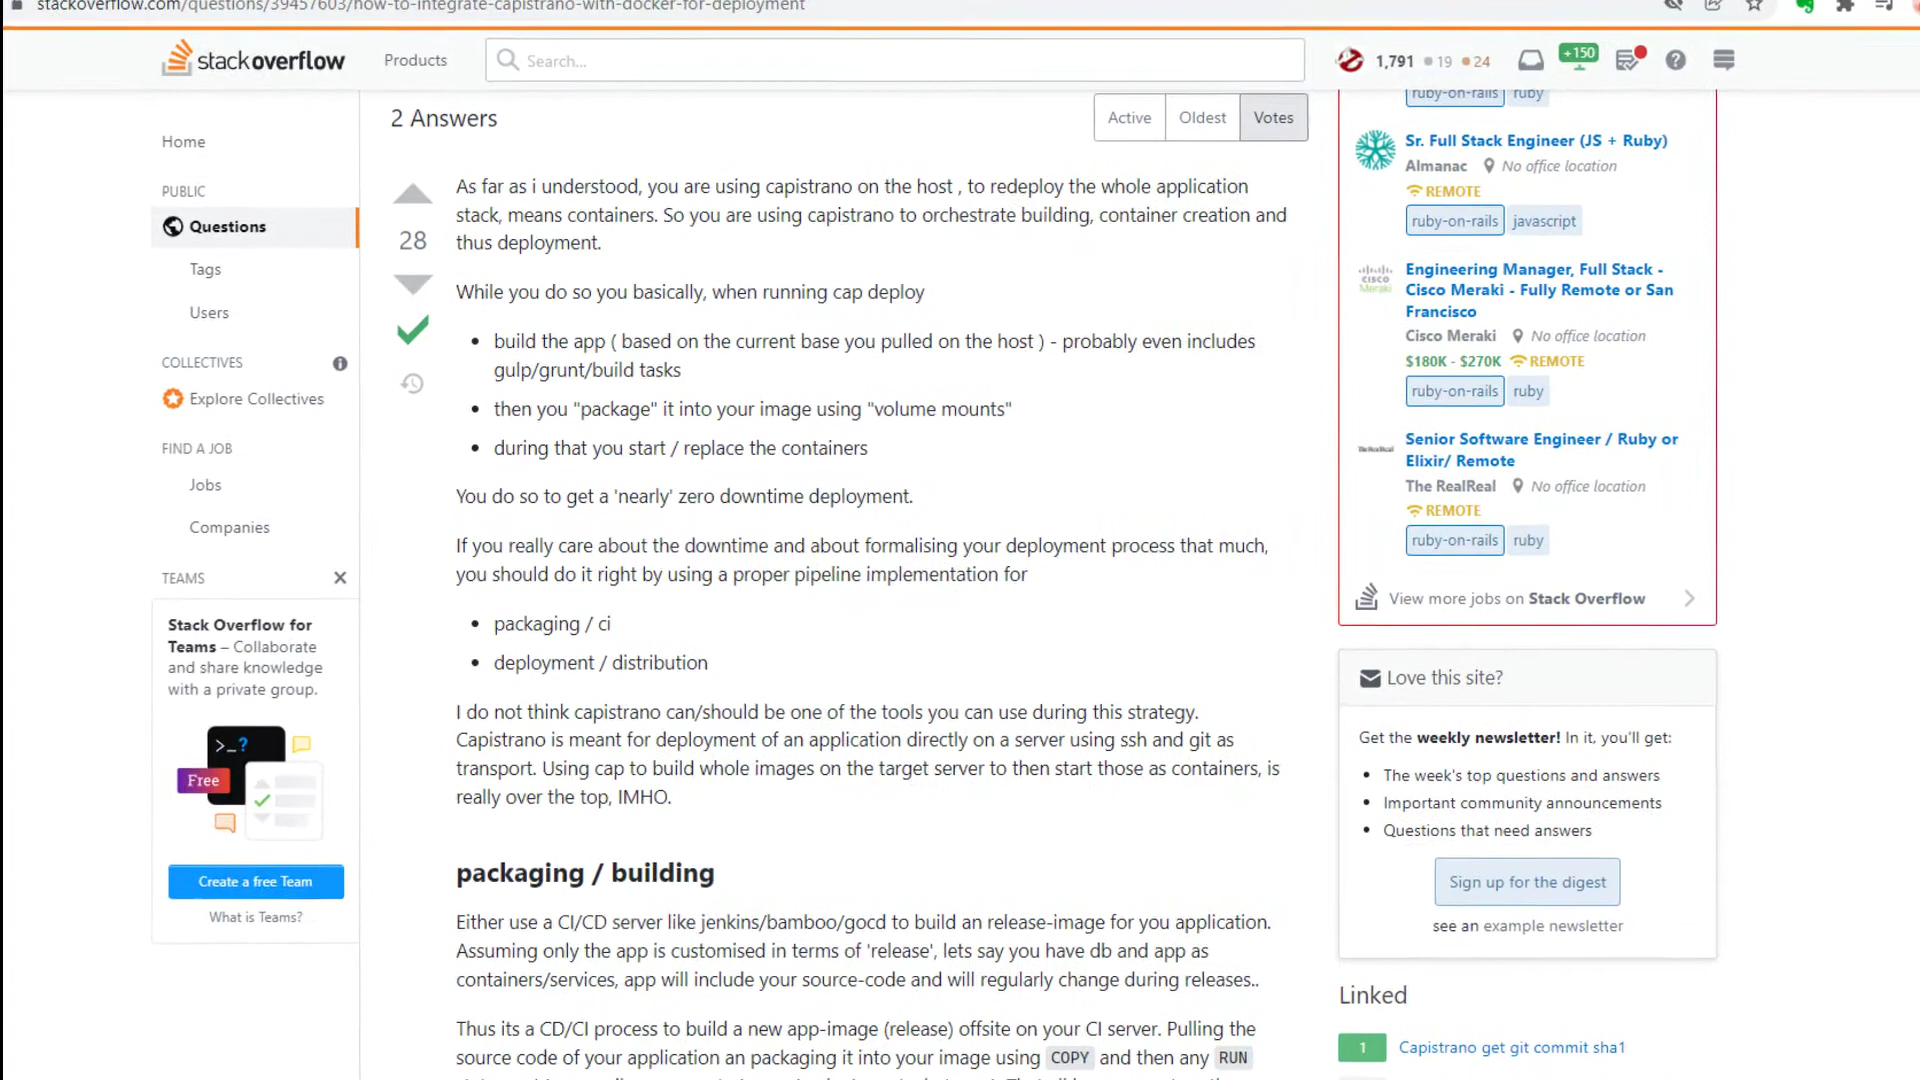 stackoverflow.com/questions/39457603/how-to-integrate-capistrano-with-docker-for-deployment
stackoverflow
Products
Search...
1,791
19
24
+150
Home
PUBLIC
Questions
Tags
Users
COLLECTIVES
Explore Collectives
FIND A JOB
Jobs
Companies
TEAMS
Stack Overflow for
Teams – Collaborate
and share knowledge
with a private group.
>_?
Free
Create a free Team
What is Teams?
2 Answers
Active
Oldest
Votes
28
As far as i understood, you are using capistrano on the host , to redeploy the whole application
stack, means containers. So you are using capistrano to orchestrate building, container creation and
thus deployment.
While you do so you basically, when running cap deploy
• build the app ( based on the current base you pulled on the host ) - probably even includes
gulp/grunt/build tasks
• then you "package" it into your image using "volume mounts"
• during that you start / replace the containers
You do so to get a 'nearly' zero downtime deployment.
If you really care about the downtime and about formalising your deployment process that much,
you should do it right by using a proper pipeline implementation for
• packaging / ci
• deployment / distribution
I do not think capistrano can/should be one of the tools you can use during this strategy.
Capistrano is meant for deployment of an application directly on a server using ssh and git as
transport. Using cap to build whole images on the target server to then start those as containers, is
really over the top, IMHO.
packaging / building
Either use a CI/CD server like jenkins/bamboo/gocd to build an release-image for you application.
Assuming only the app is customised in terms of 'release', lets say you have db and app as
containers/services, app will include your source-code and will regularly change during releases..
Thus its a CD/CI process to build a new app-image (release) offsite on your CI server. Pulling the
source code of your application an packaging it into your image using COPY and then any RUN
ruby-on-rails ruby
Sr. Full Stack Engineer (JS + Ruby)
Almanac No office location
REMOTE
ruby-on-rails javascript
Engineering Manager, Full Stack -
Cisco Meraki - Fully Remote or San
Francisco
Cisco Meraki No office location
$180K - $270K REMOTE
ruby-on-rails ruby
Senior Software Engineer / Ruby or
Elixir/ Remote
The RealReal No office location
REMOTE
ruby-on-rails ruby
View more jobs on Stack Overflow
Love this site?
Get the weekly newsletter! In it, you'll get:
• The week's top questions and answers
• Important community announcements
• Questions that need answers
Sign up for the digest
see an example newsletter
Linked
1 Capistrano get git commit sha1